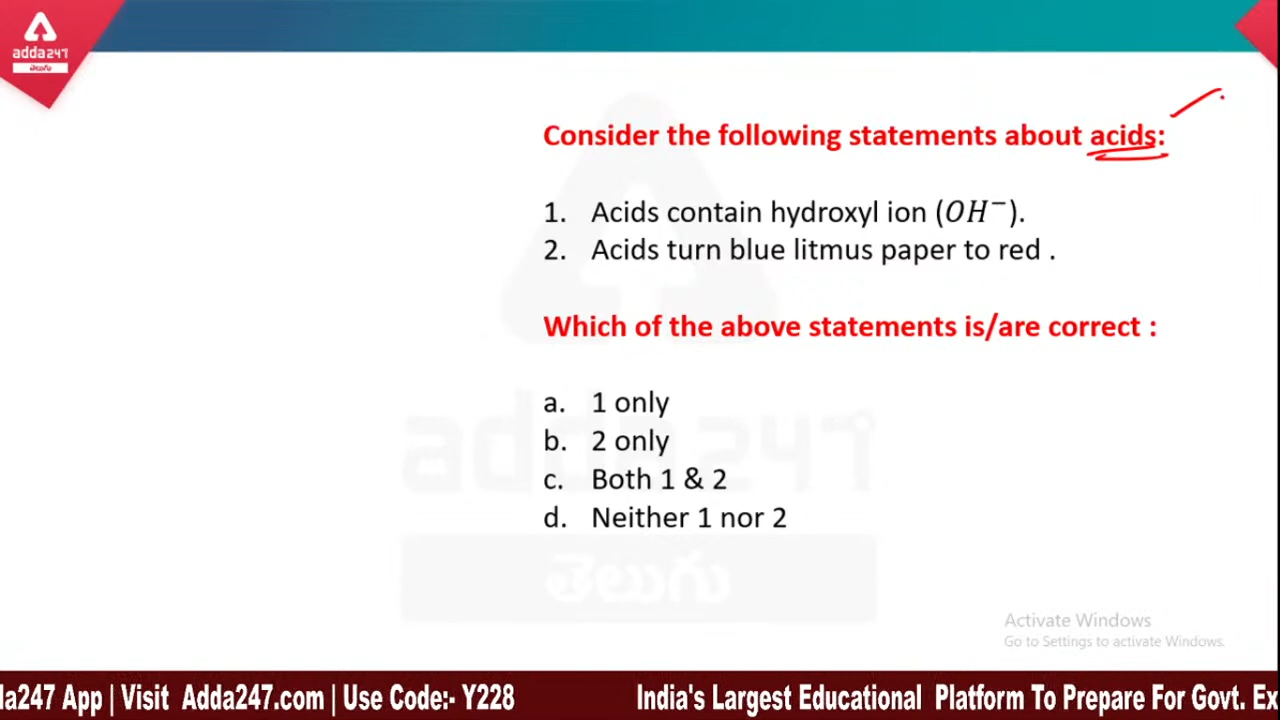 adda247
తెలుగు
Consider the following statements about acids:
1. Acids contain hydroxyl ion (OH⁻).
2. Acids turn blue litmus paper to red .
Which of the above statements is/are correct :
a. 1 only
b. 2 only
c. Both 1 & 2
d. Neither 1 nor 2
adda247
తెలుగు
Activate Windows
Go to Settings to activate Windows.
da247 App | Visit Adda247.com | Use Code:- Y228 India's Largest Educational Platform To Prepare For Govt. Ex